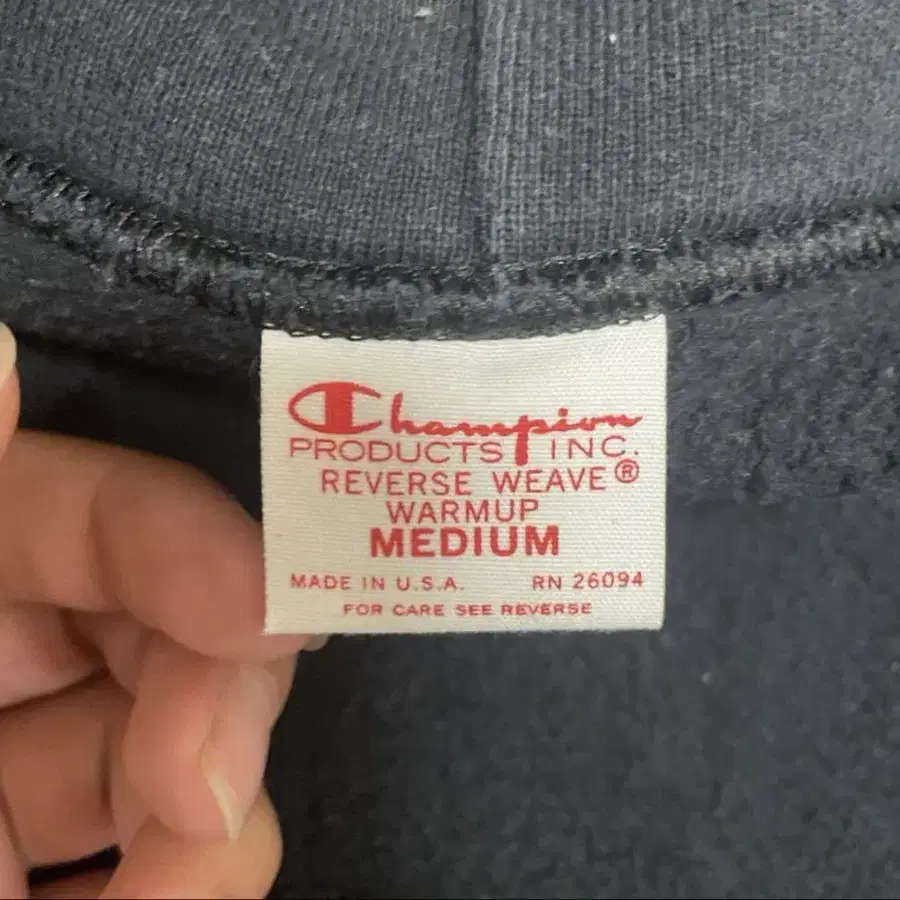 Champion
PRODUCTS INC.
REVERSE WEAVE®
WARMUP
MEDIUM
MADE IN U.S.A. RN 26094
FOR CARE SEE REVERSE